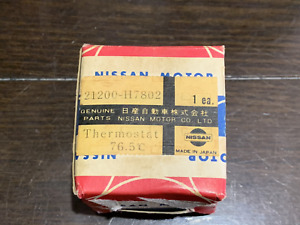 NISSAN MOTOR
21200-H7802
1 ea.
GENUINE 日産自動車株式会社
PARTS NISSAN MOTOR CO., LTD.
NISSAN
Thermostat
76.5℃
MADE IN JAPAN